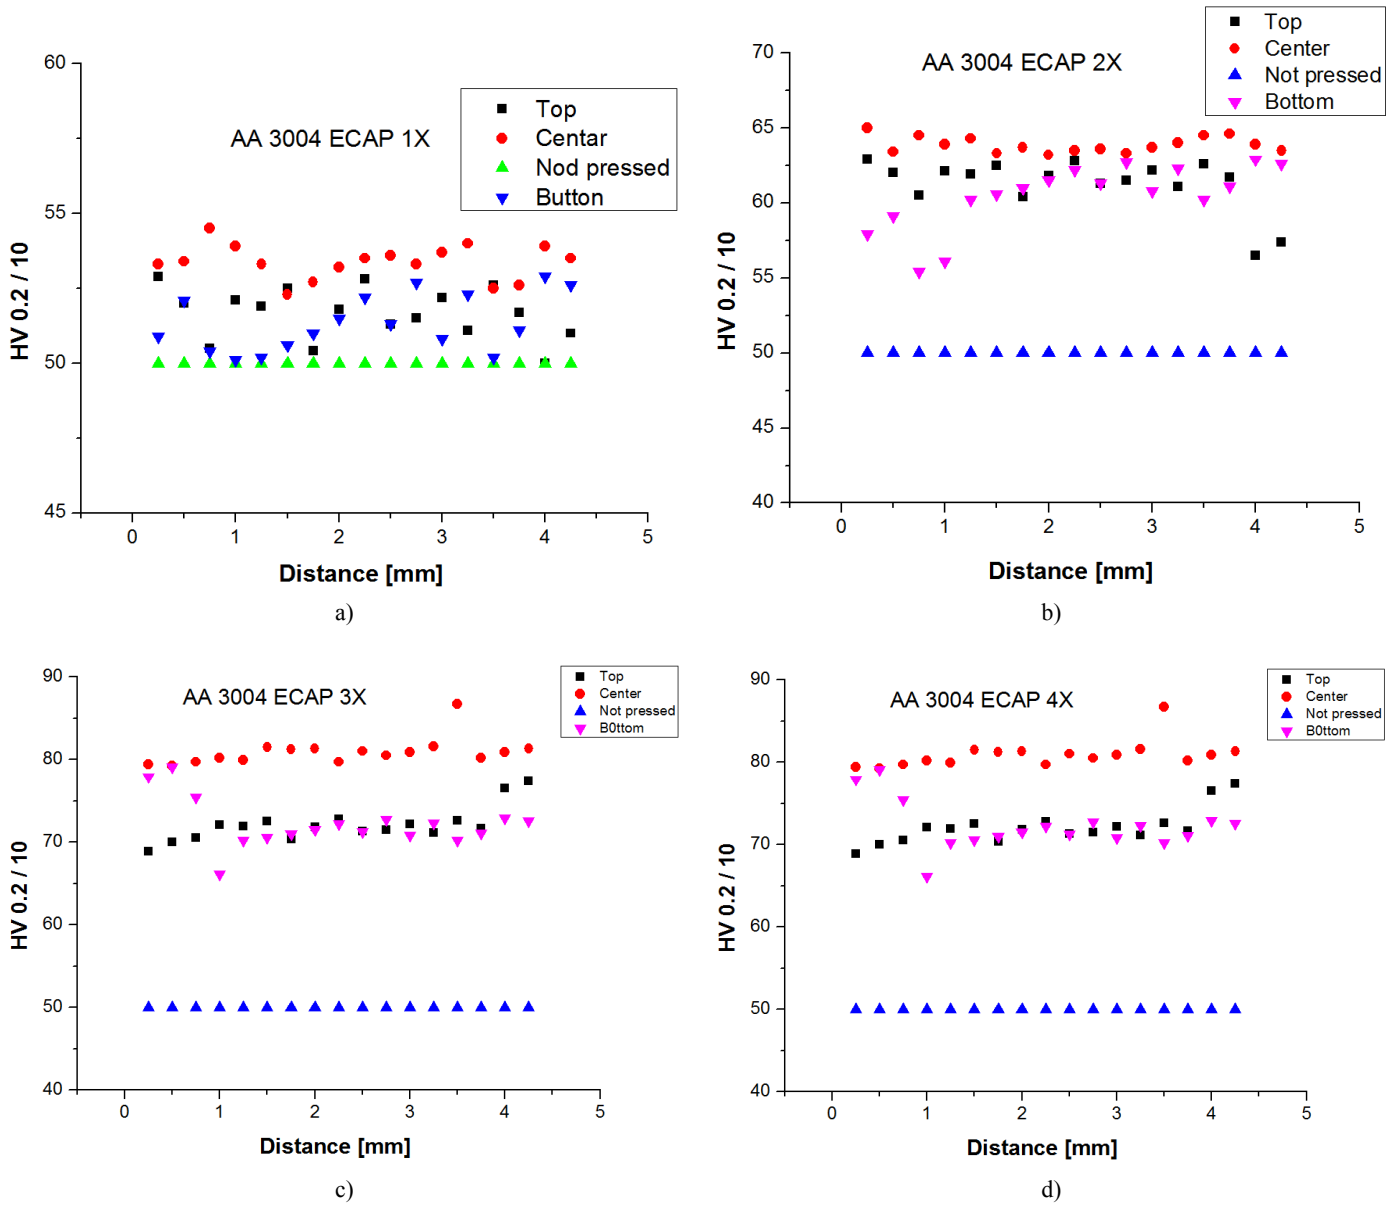 AA 3004 ECAP 1X
Top
Centar
Nod pressed
Button
HV 0.2 / 10
60
55
50
45
0 1 2 3 4 5
Distance [mm]
a)
AA 3004 ECAP 2X
Top
Center
Not pressed
Bottom
HV 0.2 / 10
70
65
60
55
50
45
40
0 1 2 3 4 5
Distance [mm]
b)
AA 3004 ECAP 3X
Top
Center
Not pressed
B0ttom
HV 0.2 / 10
90
80
70
60
50
40
0 1 2 3 4 5
Distance [mm]
c)
AA 3004 ECAP 4X
Top
Center
Not pressed
B0ttom
HV 0.2 / 10
90
80
70
60
50
40
0 1 2 3 4 5
Distance [mm]
d)